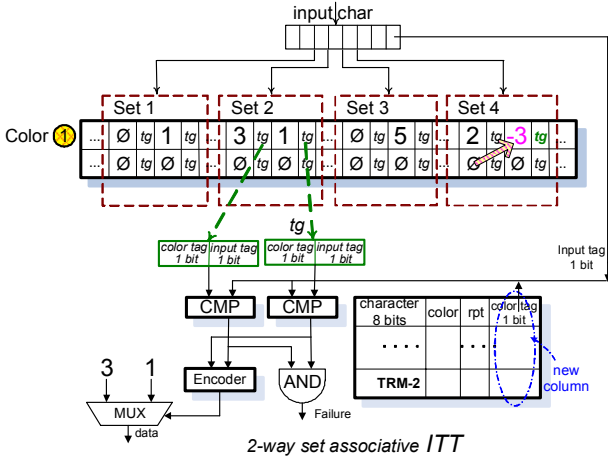 input char
Set 1 Set 2 Set 3 Set 4
Color 1
... Ø tg 1 tg ... 3 tg 1 tg ... Ø tg 5 tg ... 2 tg -3 tg ..
... Ø tg Ø tg ... Ø tg Ø tg ... Ø tg Ø tg ... Ø tg Ø tg ..
tg
color tag input tag color tag input tag
1 bit 1 bit 1 bit 1 bit
Input tag
1 bit
CMP CMP
character color rpt color tag
8 bits 1 bit
.... ...
TRM-2
new
column
3 1
Encoder AND
MUX
Failure
data
2-way set associative ITT